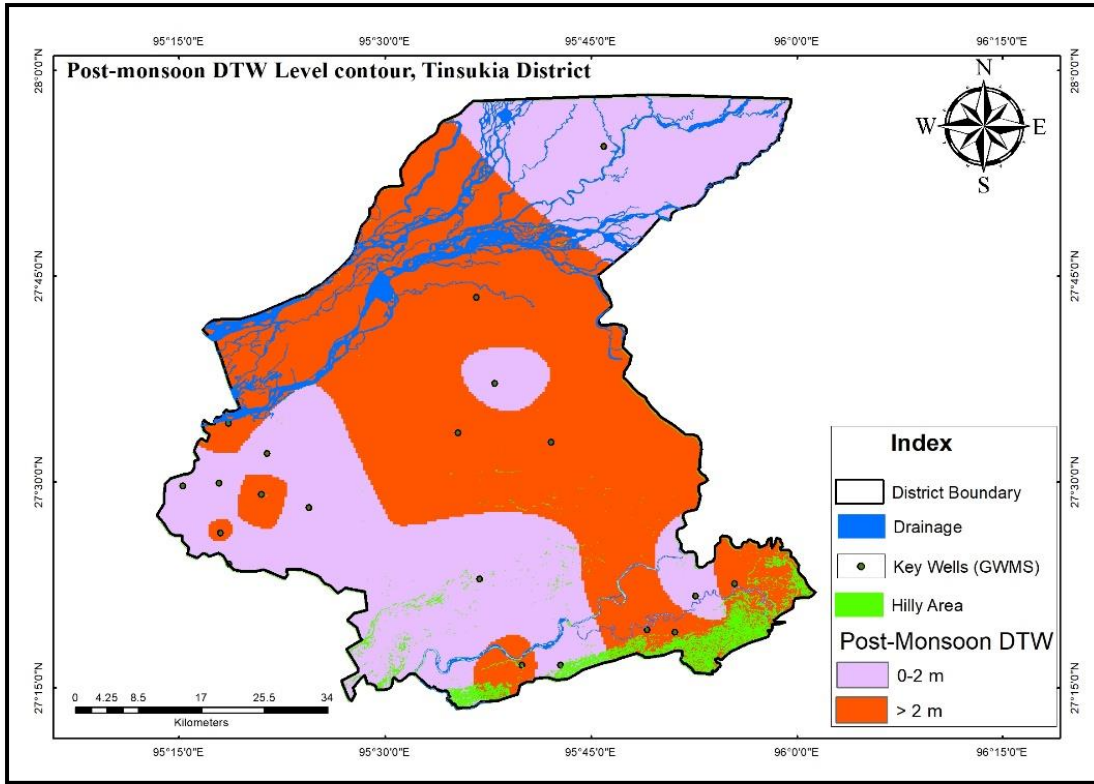 95°15'0"E 95°30'0"E 95°45'0"E 96°0'0"E 96°15'0"E
Post-monsoon DTW Level contour, Tinsukia District
28°0'0"N
28°0'0"N
N
W
E
S
27°45'0"N
27°45'0"N
27°30'0"N
27°30'0"N
27°15'0"N
27°15'0"N
Index
District Boundary
Drainage
Key Wells (GWMS)
Hilly Area
Post-Monsoon DTW
0-2 m
> 2 m
0 4.25 8.5 17 25.5 34
Kilometers
95°15'0"E 95°30'0"E 95°45'0"E 96°0'0"E 96°15'0"E